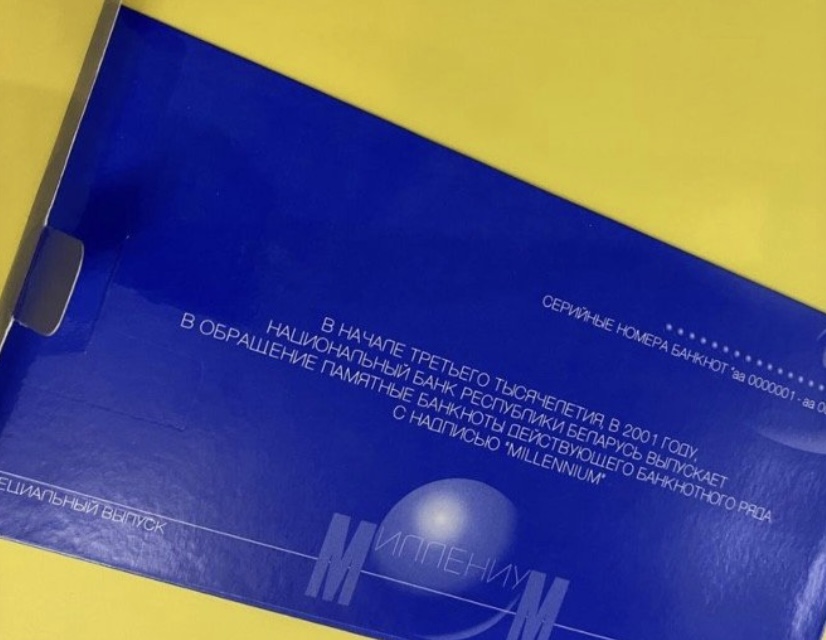 СЕРИЙНЫЕ НОМЕРА БАНКНОТ "аа 0000001 - аа
В НАЧАЛЕ ТРЕТЬЕГО ТЫСЯЧЕЛЕТИЯ, В 2001 ГОДУ,
НАЦИОНАЛЬНЫЙ БАНК РЕСПУБЛИКИ БЕЛАРУСЬ ВЫПУСКАЕТ
В ОБРАЩЕНИЕ ПАМЯТНЫЕ БАНКНОТЫ ДЕЙСТВУЮЩЕГО БАНКНОТНОГО РЯДА
С НАДПИСЬЮ "MILLENNIUM"
ЕЦИАЛЬНЫЙ ВЫПУСК
МИЛЛЕНИУМ